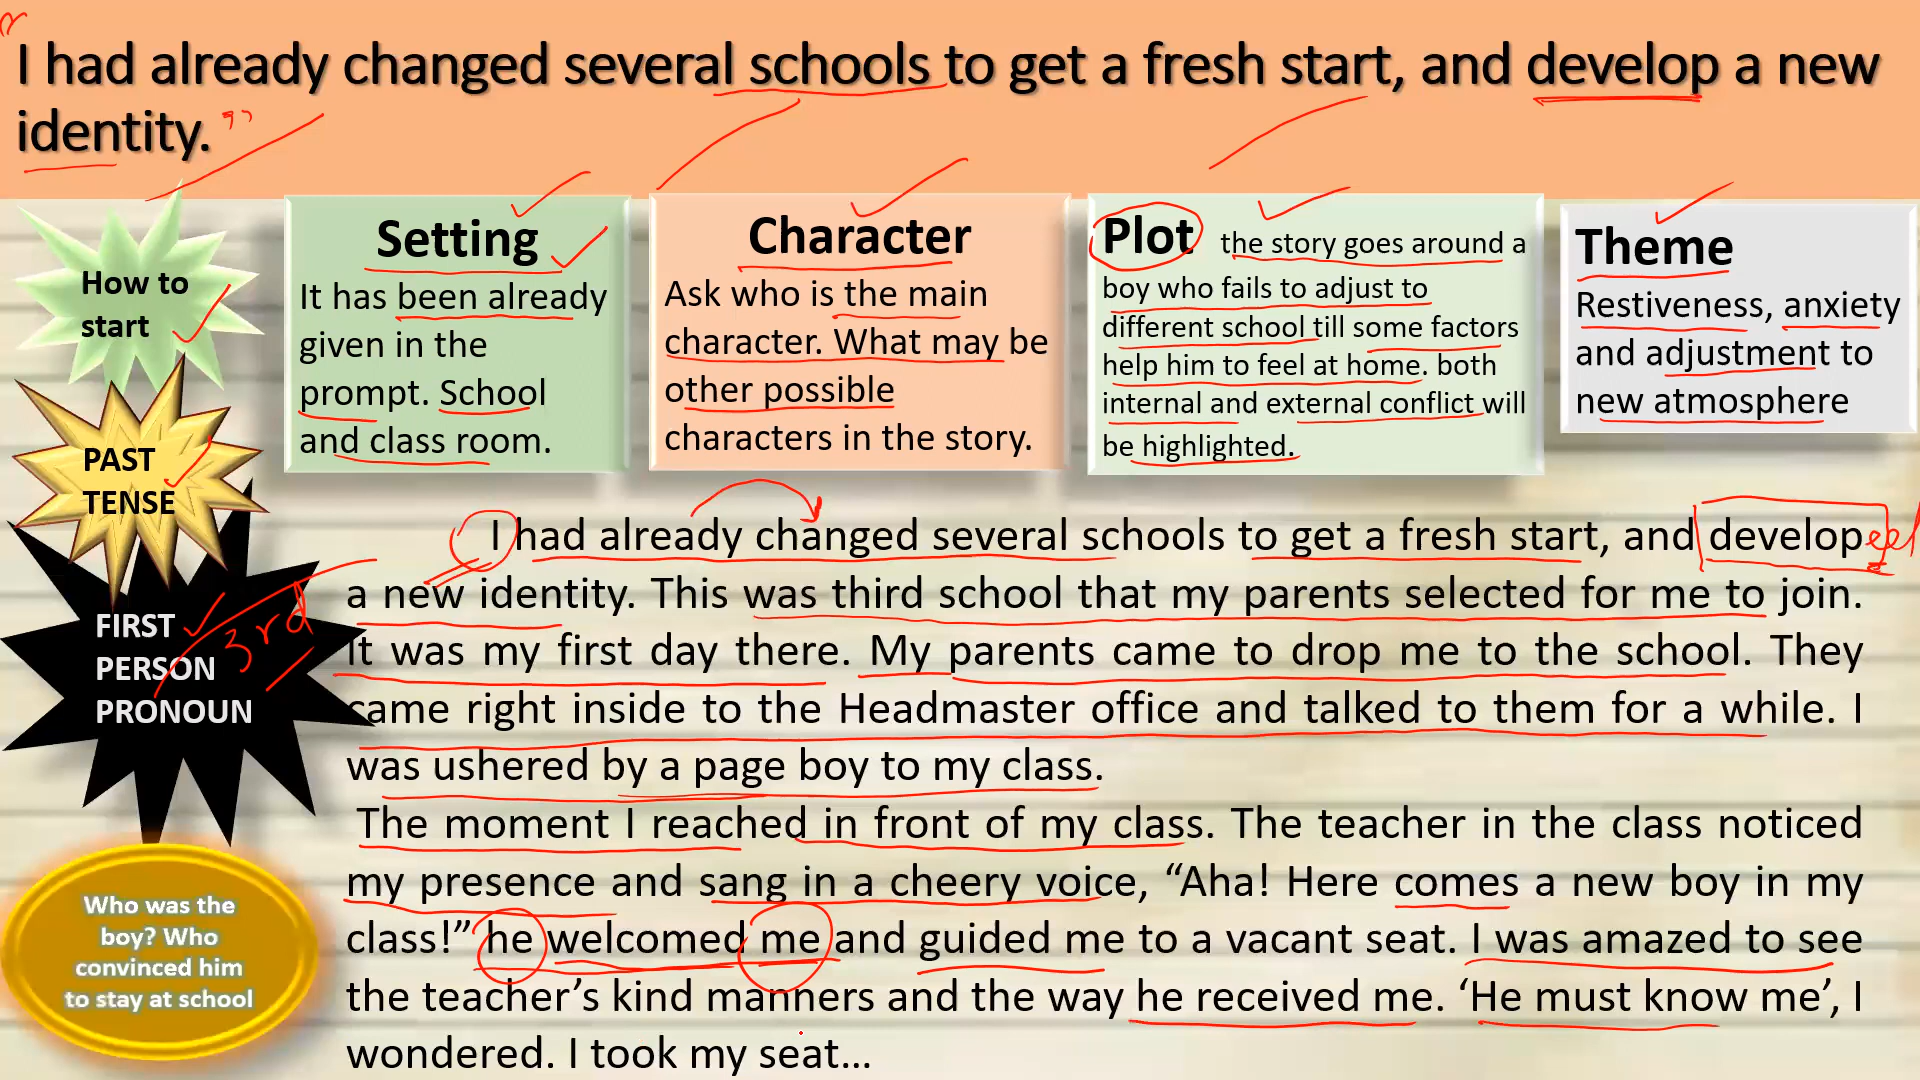 I had already changed several schools to get a fresh start, and develop a new
identity. ”
How to
start
Setting
It has been already
given in the
prompt. School
and class room.
Character
Ask who is the main
character. What may be
other possible
characters in the story.
Plot the story goes around a
boy who fails to adjust to
different school till some factors
help him to feel at home. both
internal and external conflict will
be highlighted.
Theme
Restiveness, anxiety
and adjustment to
new atmosphere
PAST
TENSE
FIRST
PERSON
PRONOUN
3rd
Who was the
boy? Who
convinced him
to stay at school
I had already changed several schools to get a fresh start, and develop
a new identity. This was third school that my parents selected for me to join.
It was my first day there. My parents came to drop me to the school. They
came right inside to the Headmaster office and talked to them for a while. I
was ushered by a page boy to my class.
The moment I reached in front of my class. The teacher in the class noticed
my presence and sang in a cheery voice, “Aha! Here comes a new boy in my
class!” he welcomed me and guided me to a vacant seat. I was amazed to see
the teacher’s kind manners and the way he received me. ‘He must know me’, I
wondered. I took my seat...